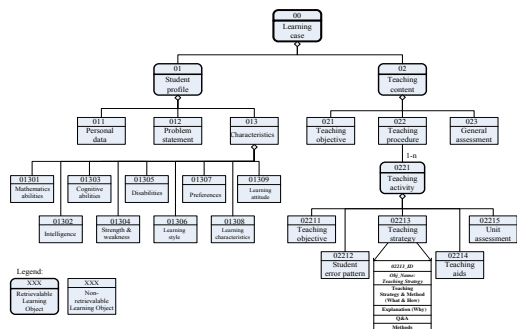 00
Learning
case
01
Student
profile
02
Teaching
content
011
Personal
data
012
Problem
statement
013
Characteristics
021
Teaching
objective
022
Teaching
procedure
023
General
assessment
1-n
0221
Teaching
activity
01301
Mathematics
abilities
01303
Cognitive
abilities
01305
Disabilities
01307
Preferences
01309
Learning
attitude
01302
Intelligence
01304
Strength &
weakness
01306
Learning
style
01308
Learning
characteristics
02211
Teaching
objective
02213
Teaching
strategy
02215
Unit
assessment
02212
Student
error pattern
02214
Teaching
aids
02213_ID
Obj_Name:
Teaching Strategy
Teaching
Strategy & Method
(What & How)
Explanation (Why)
Q&A
Methods
Legend:
XXX
Retrievable
Learning
Object
XXX
Non-
retrievable
Learning Object